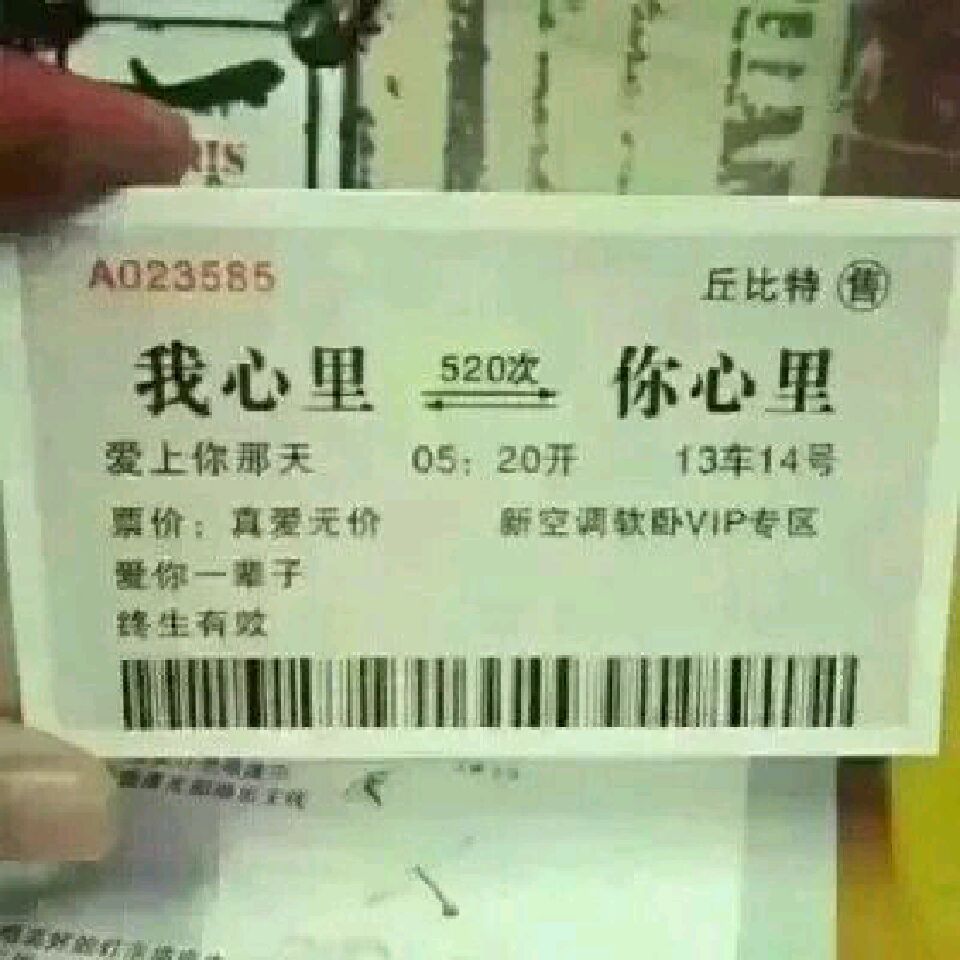 A023585
丘比特 售
我心里 520次 你心里
爱上你那天 05：20开 13车14号
票价：真爱无价 新空调软卧VIP专区
爱你一辈子
终生有效